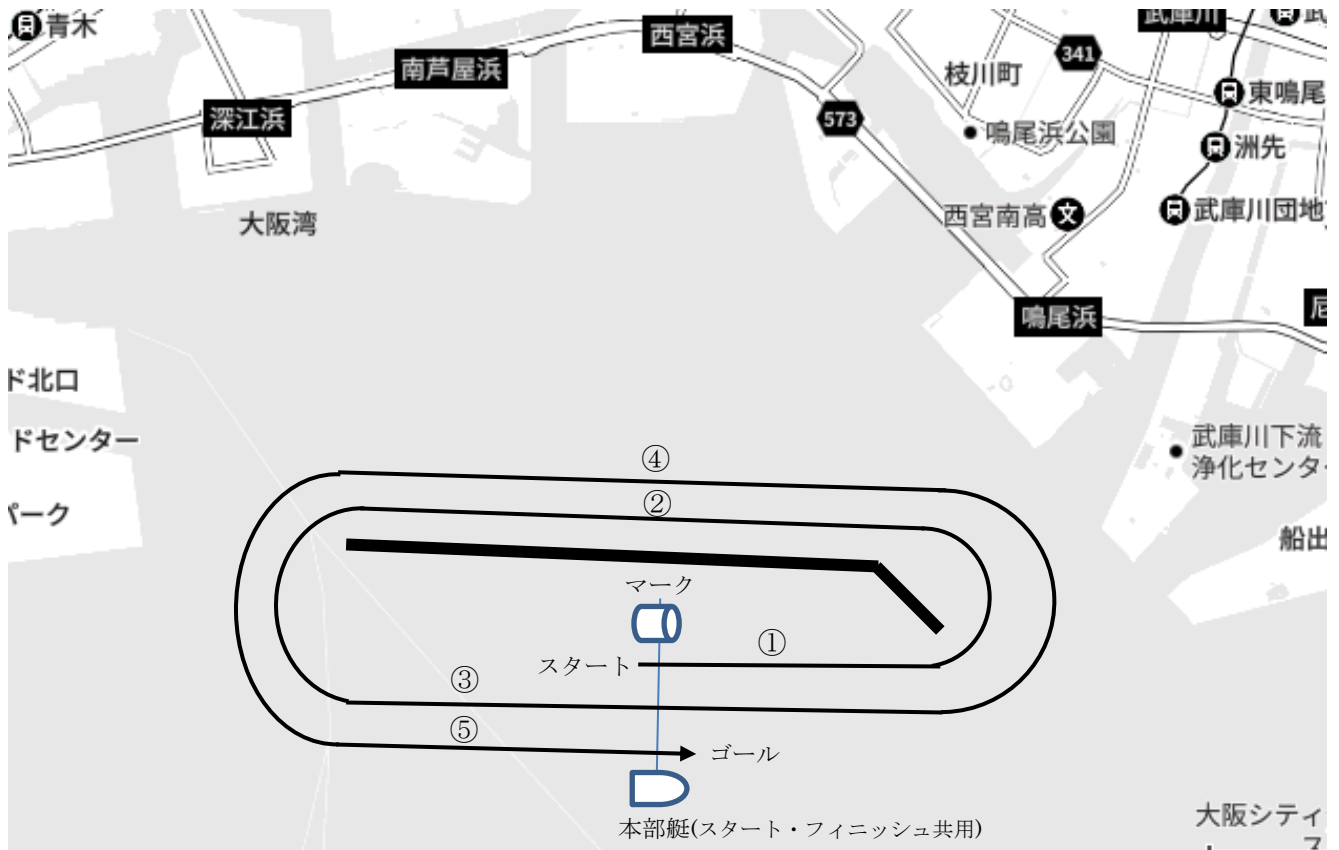 青木
南芦屋浜
西宮浜
武庫川
341
枝川町
東鳴尾
深江浜
573
鳴尾浜公園
洲先
大阪湾
西宮南高
文
武庫川団地
鳴尾浜
ド北口
ドセンター
武庫川下流
浄化センタ
パーク
船出
④
②
マーク
①
スタート
③
⑤
ゴール
本部艇(スタート・フィニッシュ共用)
大阪シティ